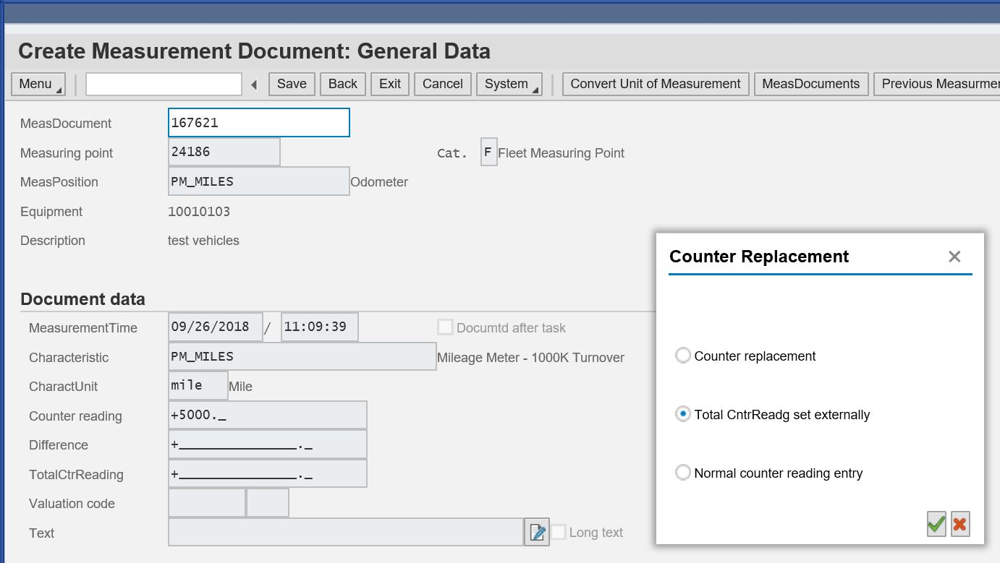 Create Measurement Document: General Data
Menu Save Back Exit Cancel System Convert Unit of Measurement MeasDocuments Previous Measurmen
MeasDocument 167621
Measuring point 24186 Cat. F Fleet Measuring Point
MeasPosition PM_MILES Odometer
Equipment 10010103
Description test vehicles
Document data
MeasurementTime 09/26/2018 / 11:09:39 Documtd after task
Characteristic PM_MILES Mileage Meter - 1000K Turnover
CharactUnit mile Mile
Counter reading +5000._
Difference +_______________._
TotalCtrReading +_______________._
Valuation code
Text Long text
Counter Replacement
Counter replacement
Total CntrReadg set externally
Normal counter reading entry